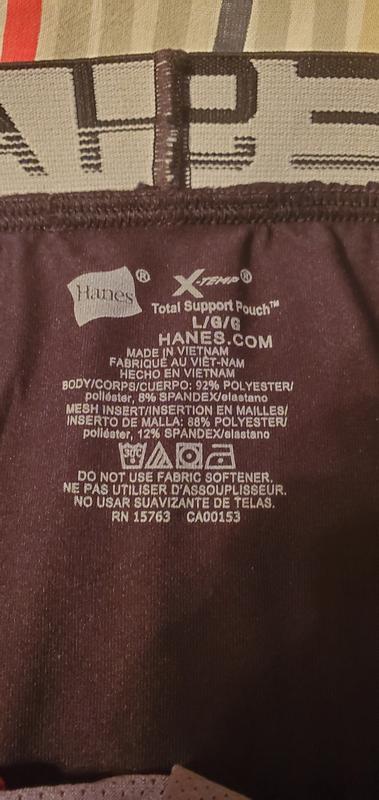 Hanes® X-TEMP®
Total Support Pouch™
L/G/G
HANES.COM
MADE IN VIETNAM
FABRIQUÉ AU VIÊT-NAM
HECHO EN VIETNAM
BODY/CORPS/CUERPO: 92% POLYESTER/
poliéster, 8% SPANDEX/elastano
MESH INSERT/INSERTION EN MAILLES/
INSERTO DE MALLA: 88% POLYESTER/
poliéster, 12% SPANDEX/elastano
DO NOT USE FABRIC SOFTENER.
NE PAS UTILISER D'ASSOUPLISSEUR.
NO USAR SUAVIZANTE DE TELAS.
RN 15763 CA00153